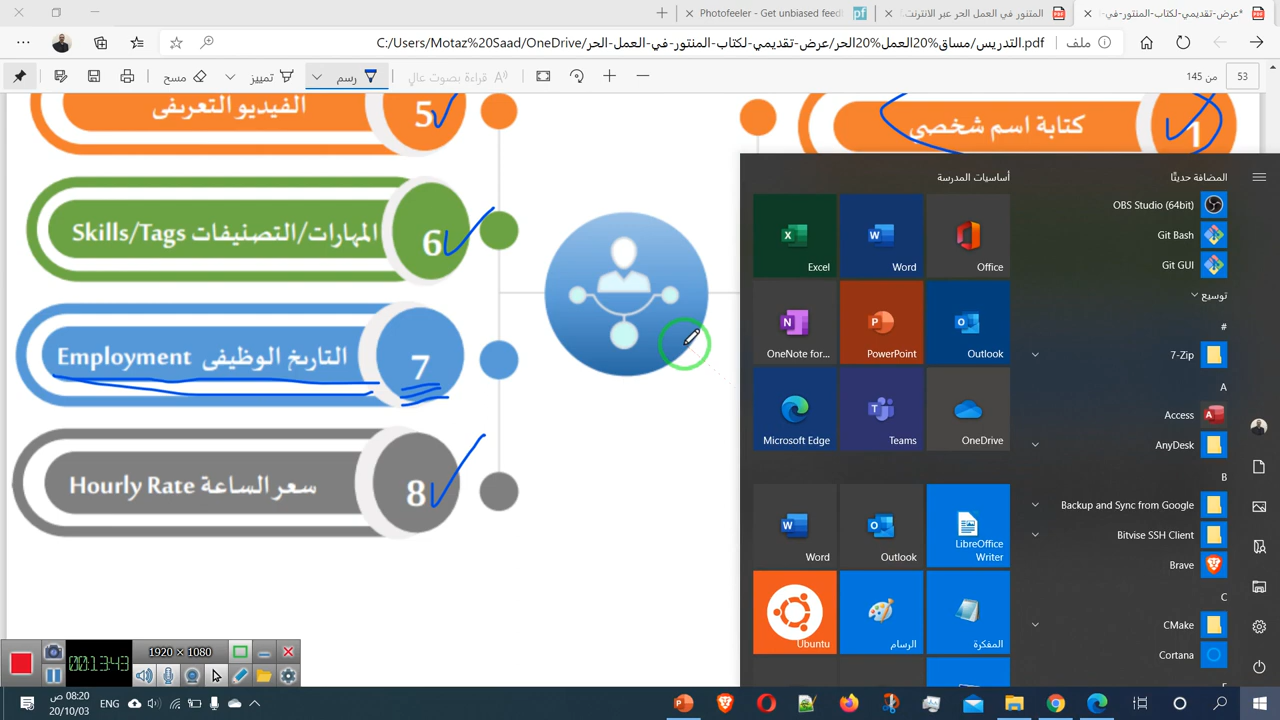 Photofeeler - Get unbiased feedl
المنثور في العمل الحر عبر الانترنت
عرض-تقديمي-لكتاب-المنثور-في-*
C:/Users/Motaz%20Saad/OneDrive/التدريس/مساق%20العمل%20الحر/عرض-تقديمي-لكتاب-المنثور-في-العمل-الحر.pdf
ملف
53
من 145
قراءة بصوت عالٍ
رسم
تمييز
مسح
كتابة اسم شخصي
1
الفيديو التعريفي
5
المهارات/التصنيفات Skills/Tags
6
التاريخ الوظيفي Employment
7
سعر الساعة Hourly Rate
8
المضافة حديثًا
OBS Studio (64bit)
Git Bash
Git GUI
توسيع
#
7-Zip
A
Access
AnyDesk
B
Backup and Sync from Google
Bitvise SSH Client
Brave
C
CMake
Cortana
أساسيات المدرسة
Office
Word
Excel
Outlook
PowerPoint
OneNote for...
OneDrive
Teams
Microsoft Edge
LibreOffice Writer
Outlook
Word
المفكرة
الرسام
Ubuntu
1920 × 1080
00:13:43
08:20 ص
20/10/03
ENG